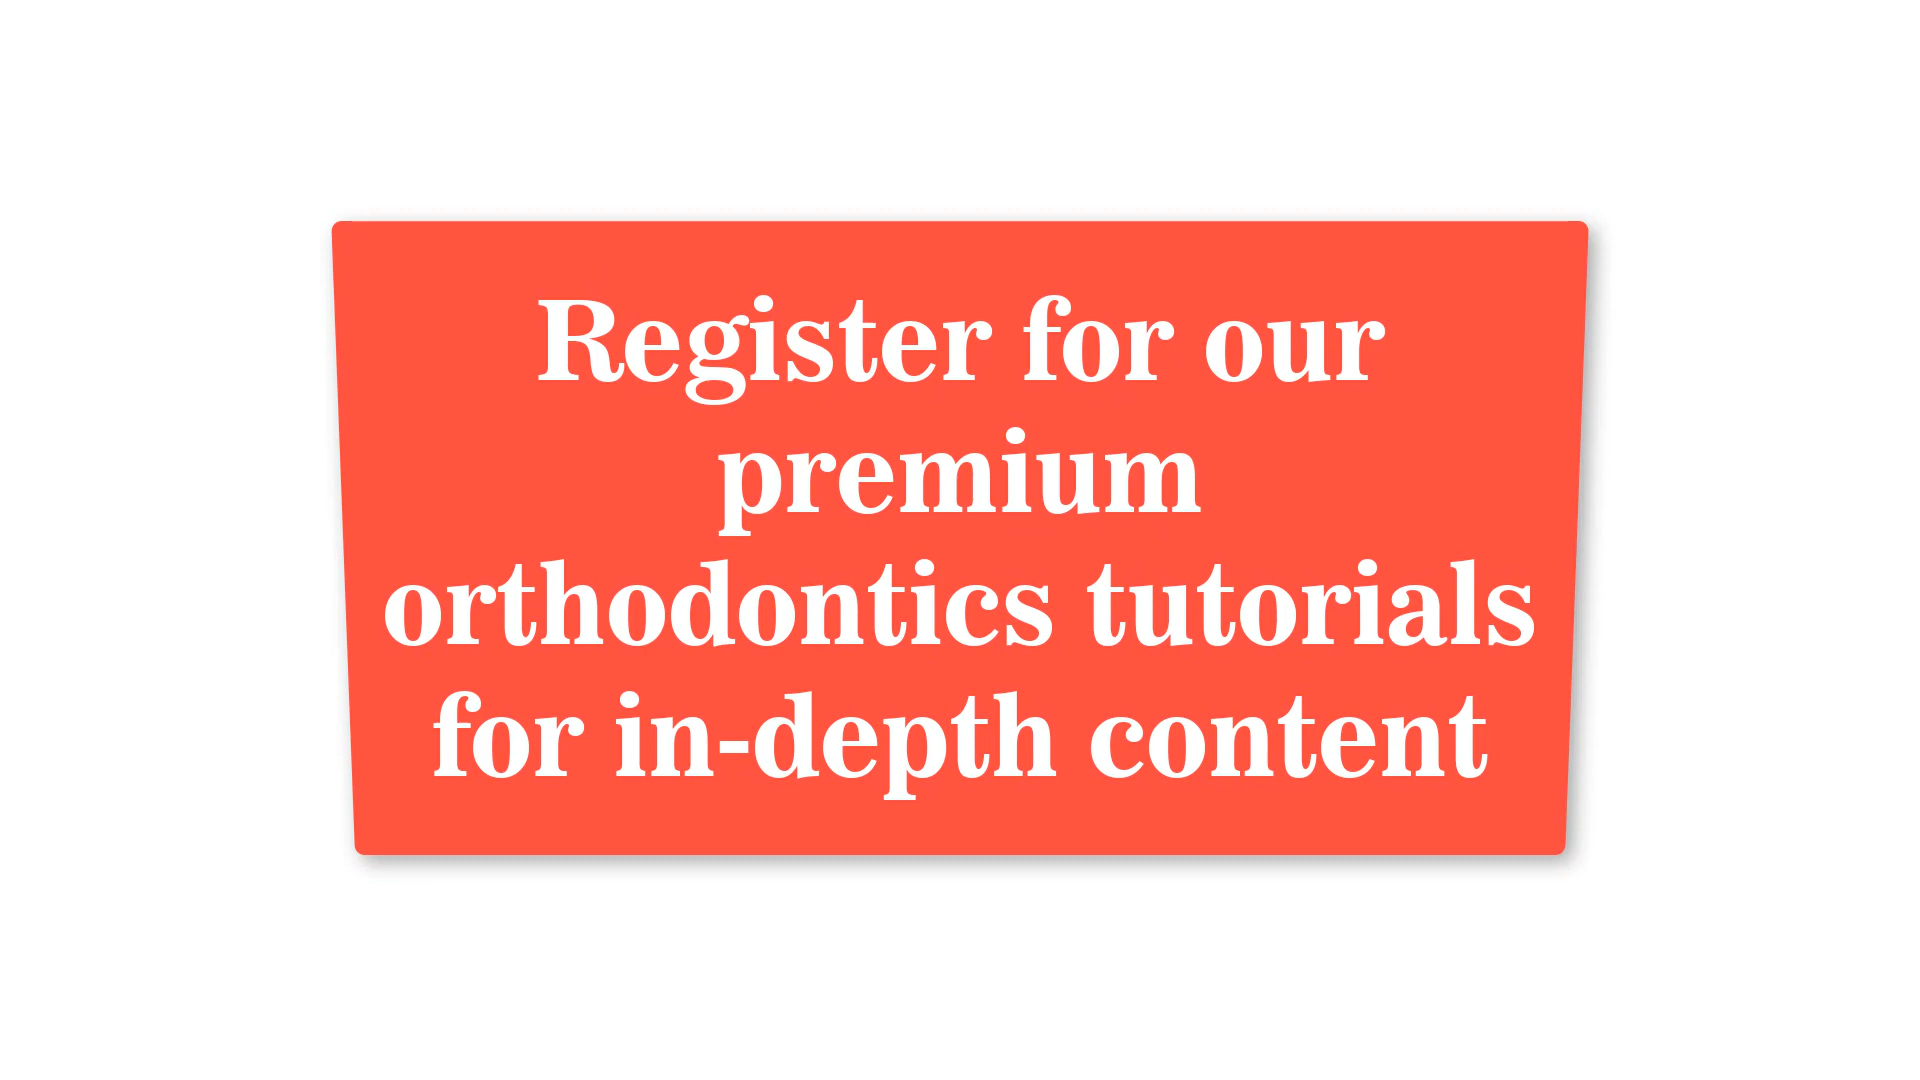 Register for our
premium
orthodontics tutorials
for in-depth content